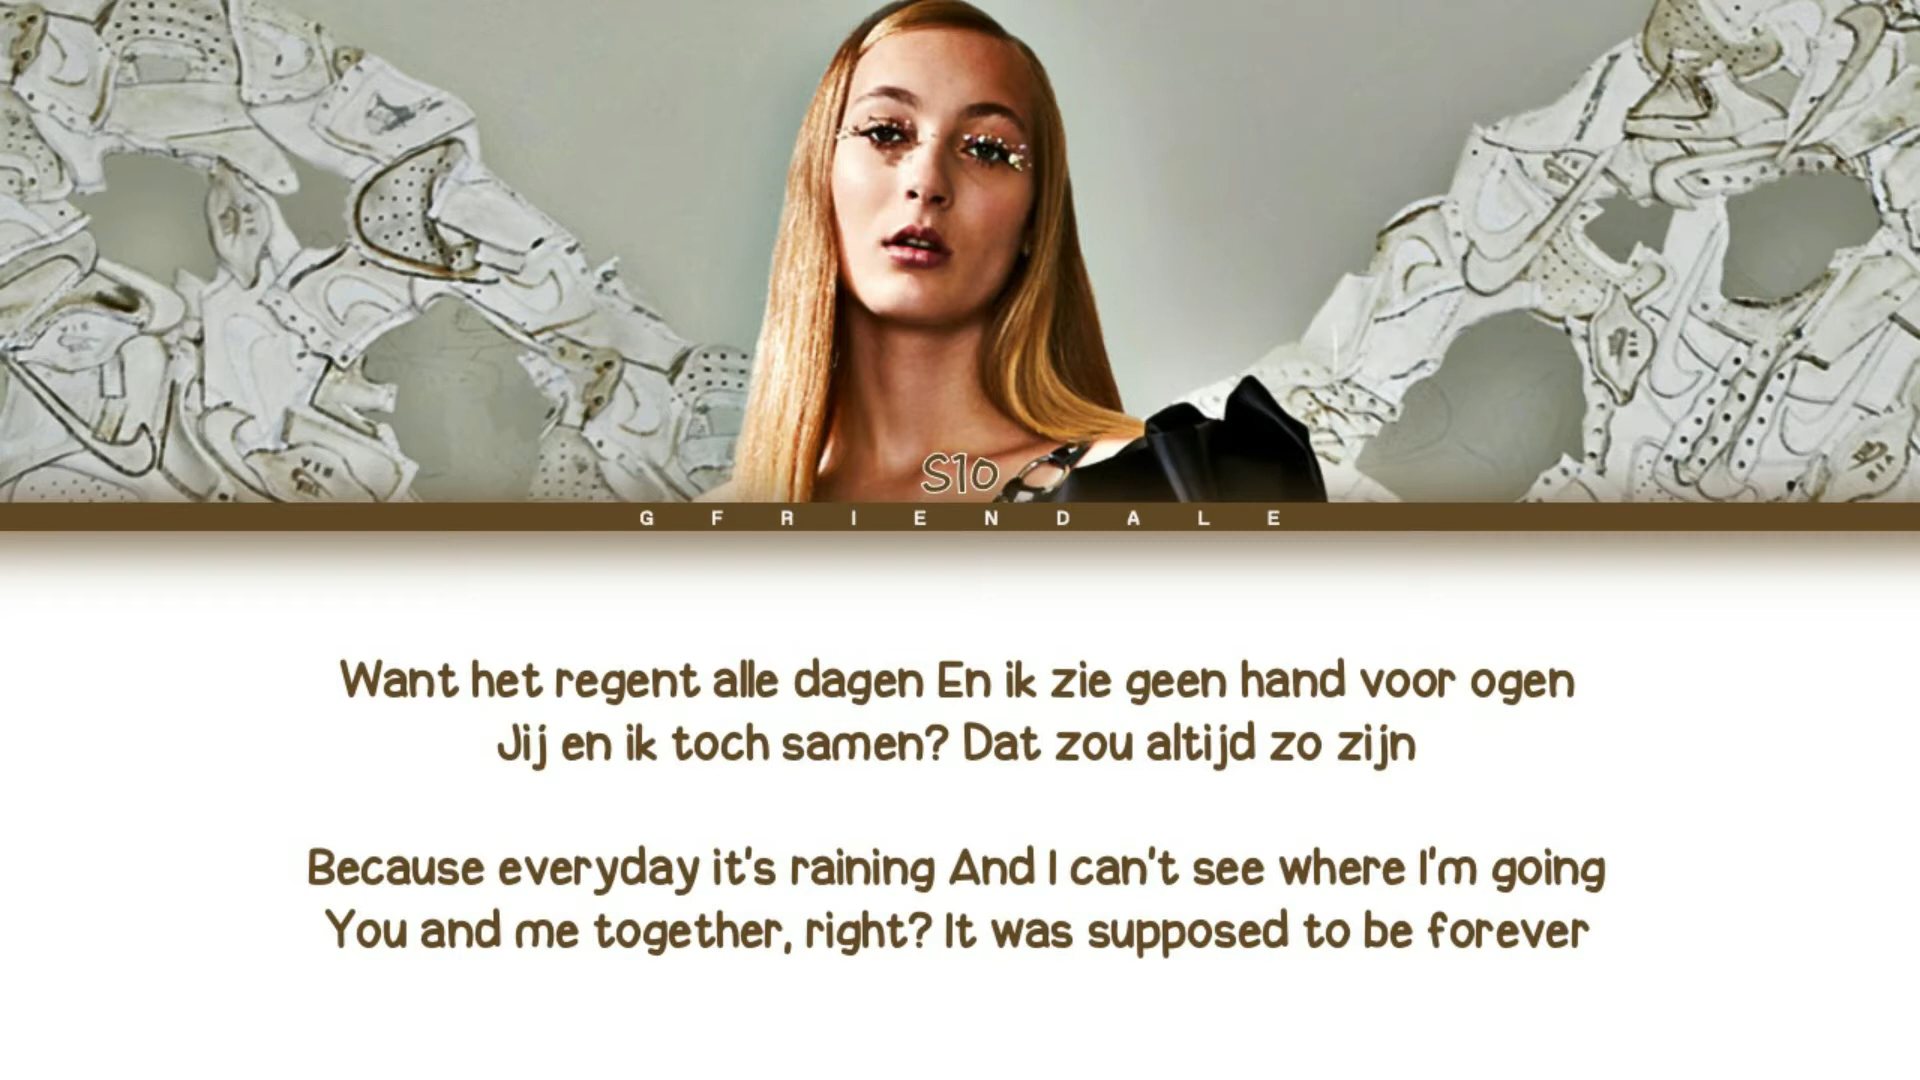 S10
GFRIENDALE
Want het regent alle dagen En ik zie geen hand voor ogen
Jij en ik toch samen? Dat zou altijd zo zijn
Because everyday it's raining And I can't see where I'm going
You and me together, right? It was supposed to be forever